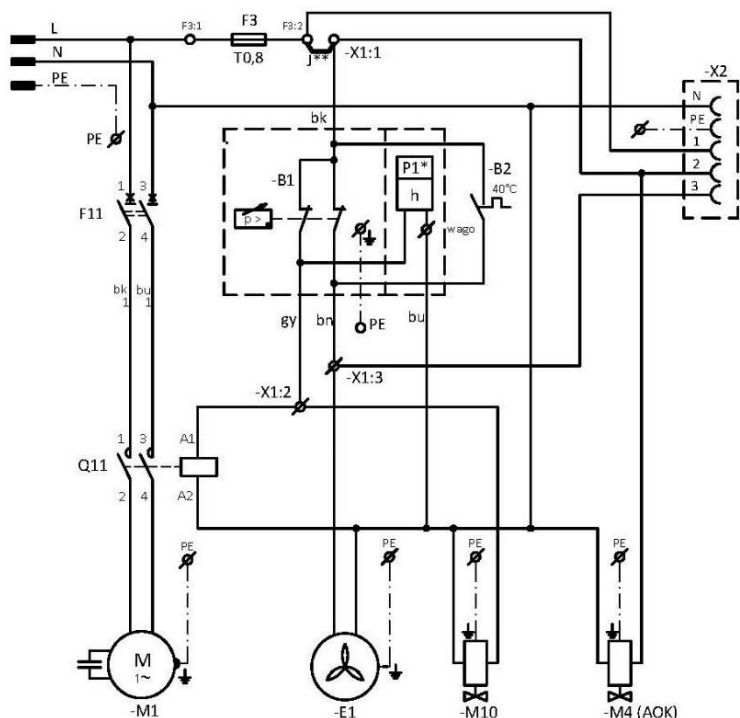 L
F3:1
F3
F3:2
T0,8
J**
-X1:1
N
PE
PE
-X2
N
PE
1
2
3
bk
-B1
P1*
h
-B2
40°C
p >
wago
1 3
F11
2 4
bk bu
1 1
gy
bn
PE
bu
-X1:2
-X1:3
1 3
A1
Q11
A2
2 4
PE
PE
PE
PE
M
1~
-M1
-E1
-M10
-M4 (AOK)